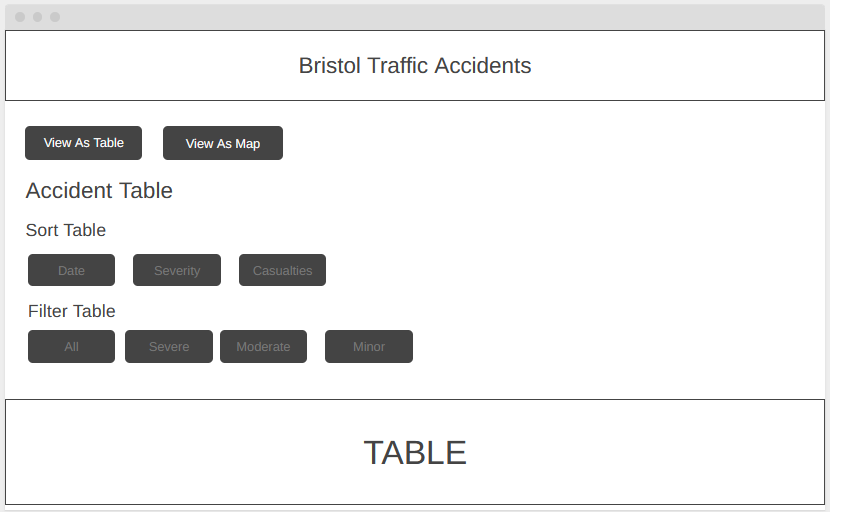 Bristol Traffic Accidents
View As Table View As Map
Accident Table
Sort Table
Date Severity Casualties
Filter Table
All Severe Moderate Minor
TABLE